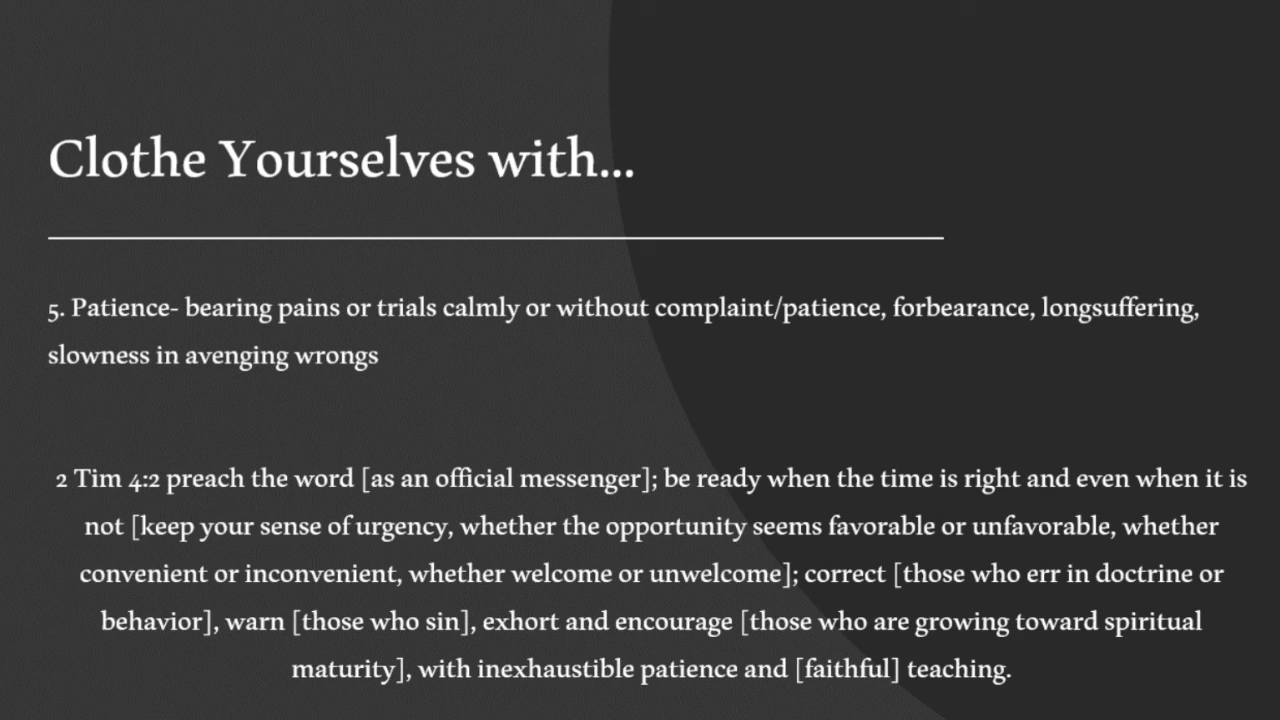 Clothe Yourselves with...
5. Patience- bearing pains or trials calmly or without complaint/patience, forbearance, longsuffering,
slowness in avenging wrongs
2 Tim 4:2 preach the word [as an official messenger]; be ready when the time is right and even when it is
not [keep your sense of urgency, whether the opportunity seems favorable or unfavorable, whether
convenient or inconvenient, whether welcome or unwelcome]; correct [those who err in doctrine or
behavior], warn [those who sin], exhort and encourage [those who are growing toward spiritual
maturity], with inexhaustible patience and [faithful] teaching.